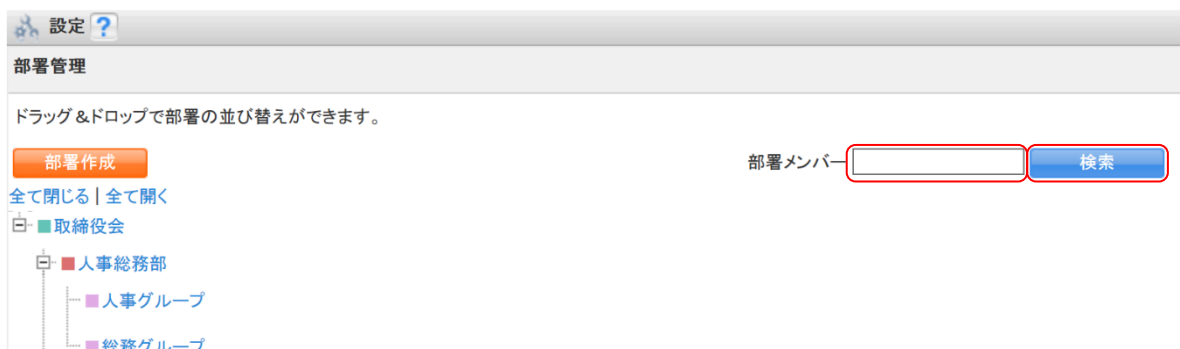 設定 ?
部署管理
ドラッグ&ドロップで部署の並び替えができます。
部署作成 部署メンバー 検索
全て閉じる | 全て開く
取締役会
人事総務部
人事グループ
総務グループ